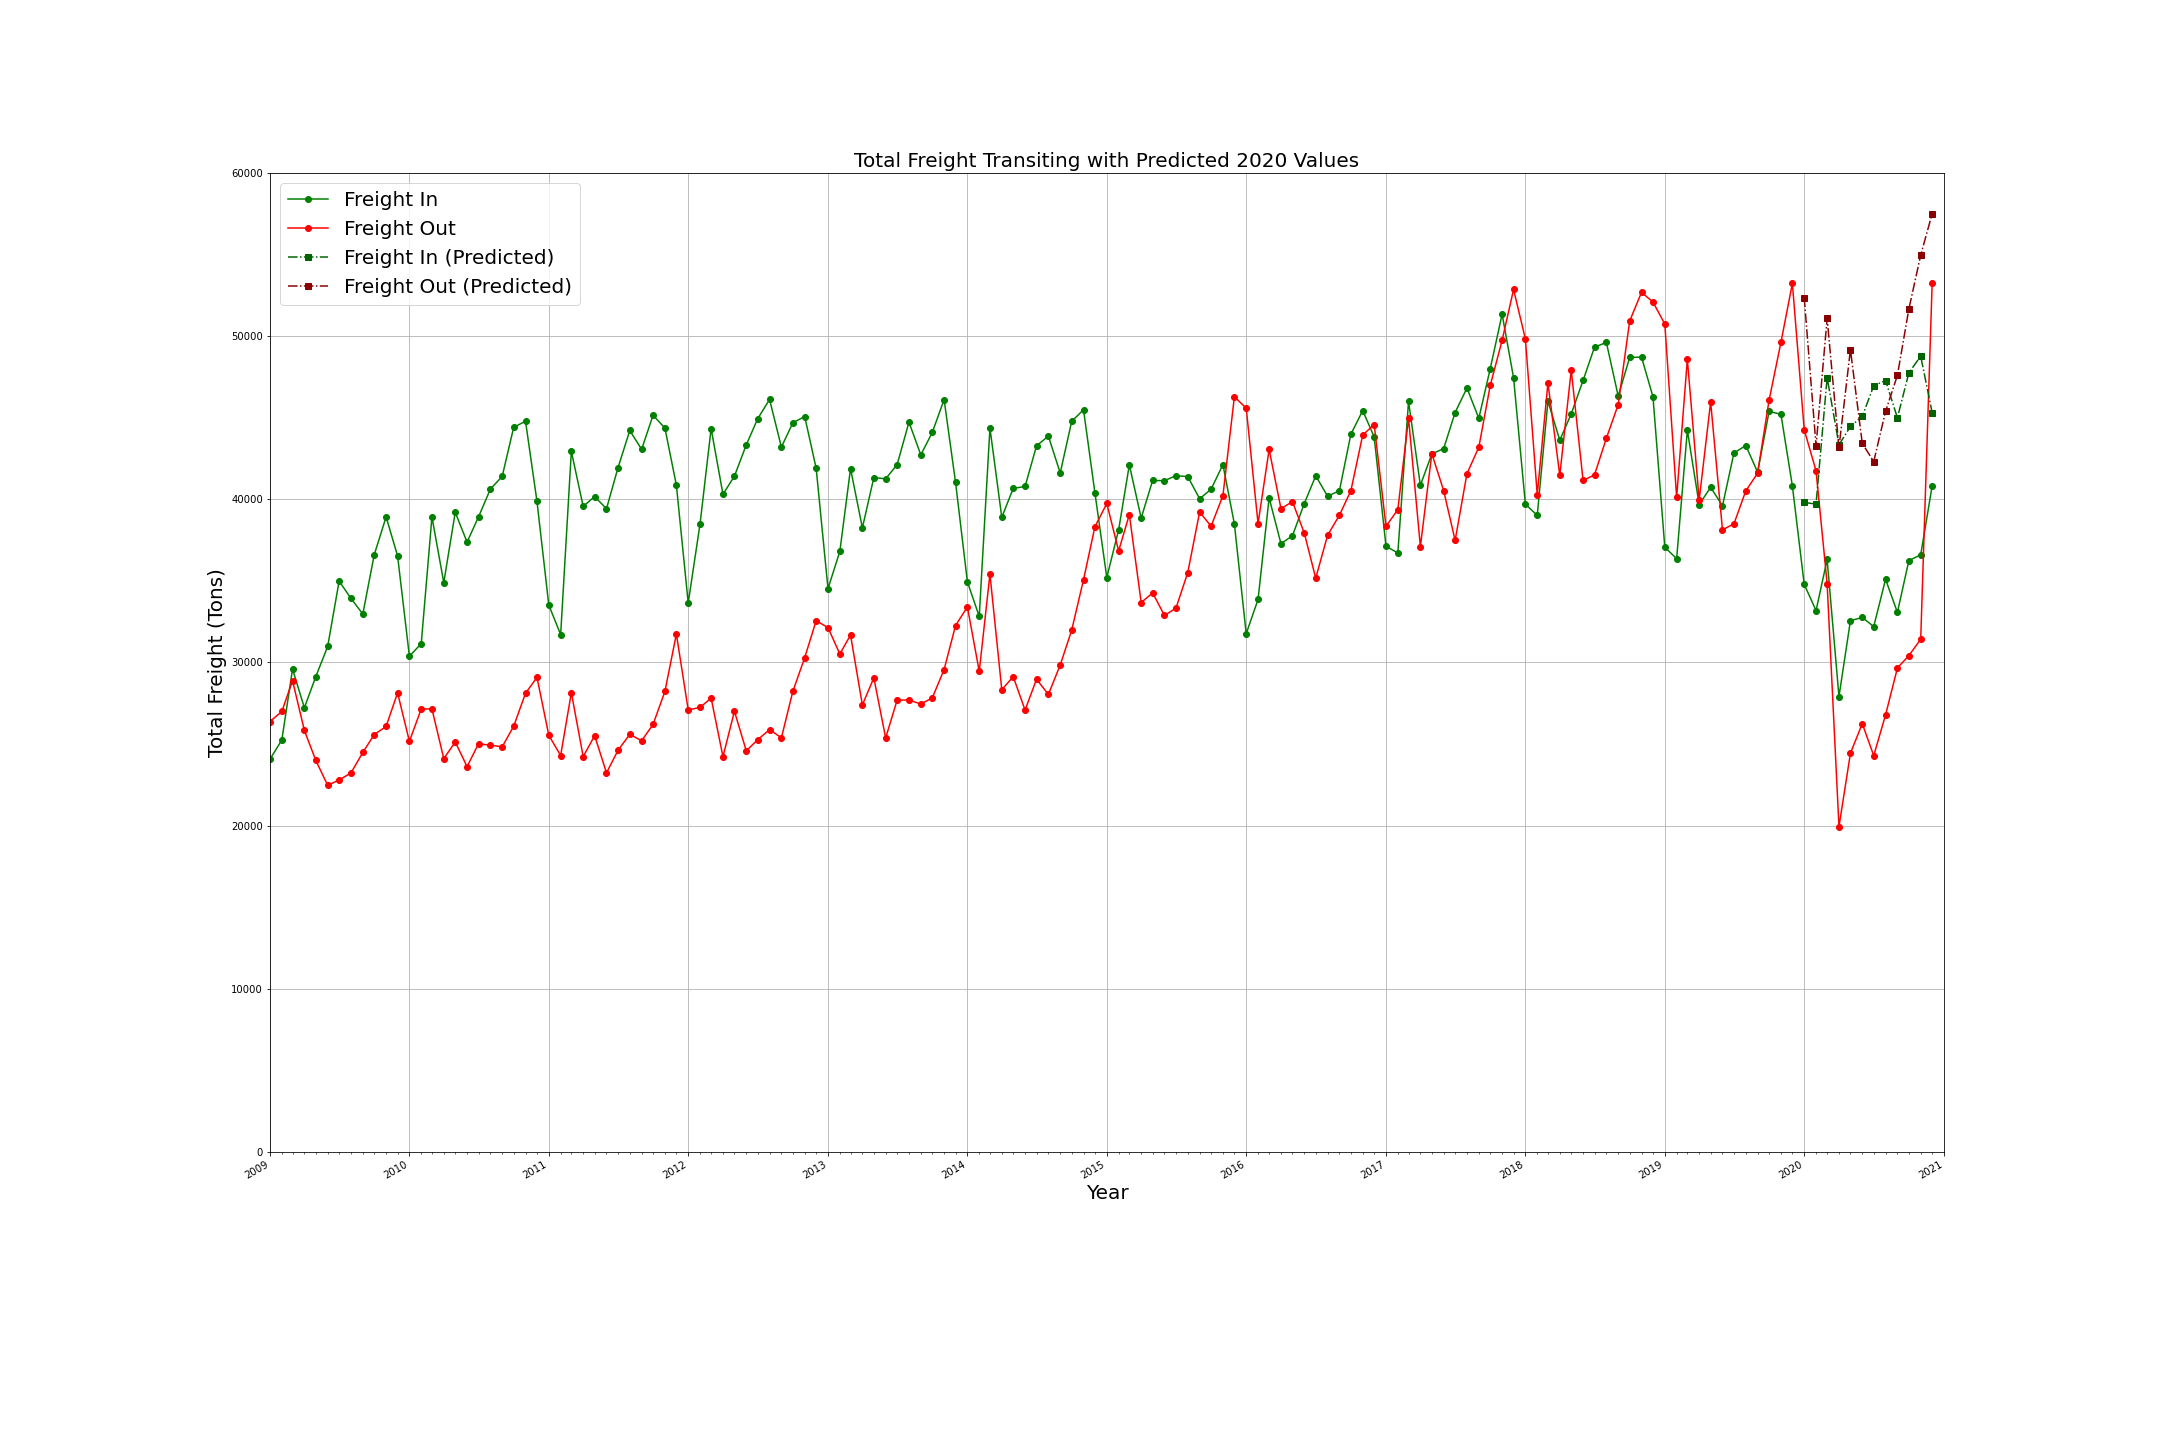 Total Freight Transiting with Predicted 2020 Values
60000
50000
40000
30000
20000
10000
0
Freight In
Freight Out
Freight In (Predicted)
Freight Out (Predicted)
Total Freight (Tons)
2009
2010
2011
2012
2013
2014
2015
2016
2017
2018
2019
2020
2021
Year